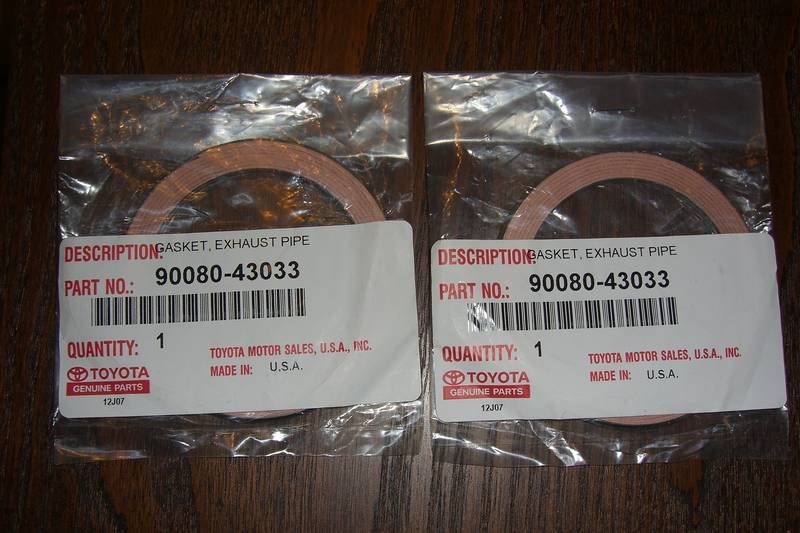 DESCRIPTION: GASKET, EXHAUST PIPE
PART NO.: 90080-43033
QUANTITY: 1
TOYOTA MOTOR SALES, U.S.A., INC.
MADE IN: U.S.A.
TOYOTA
GENUINE PARTS
12J07
DESCRIPTION: GASKET, EXHAUST PIPE
PART NO.: 90080-43033
QUANTITY: 1
TOYOTA MOTOR SALES, U.S.A., INC.
MADE IN: U.S.A.
TOYOTA
GENUINE PARTS
12J07